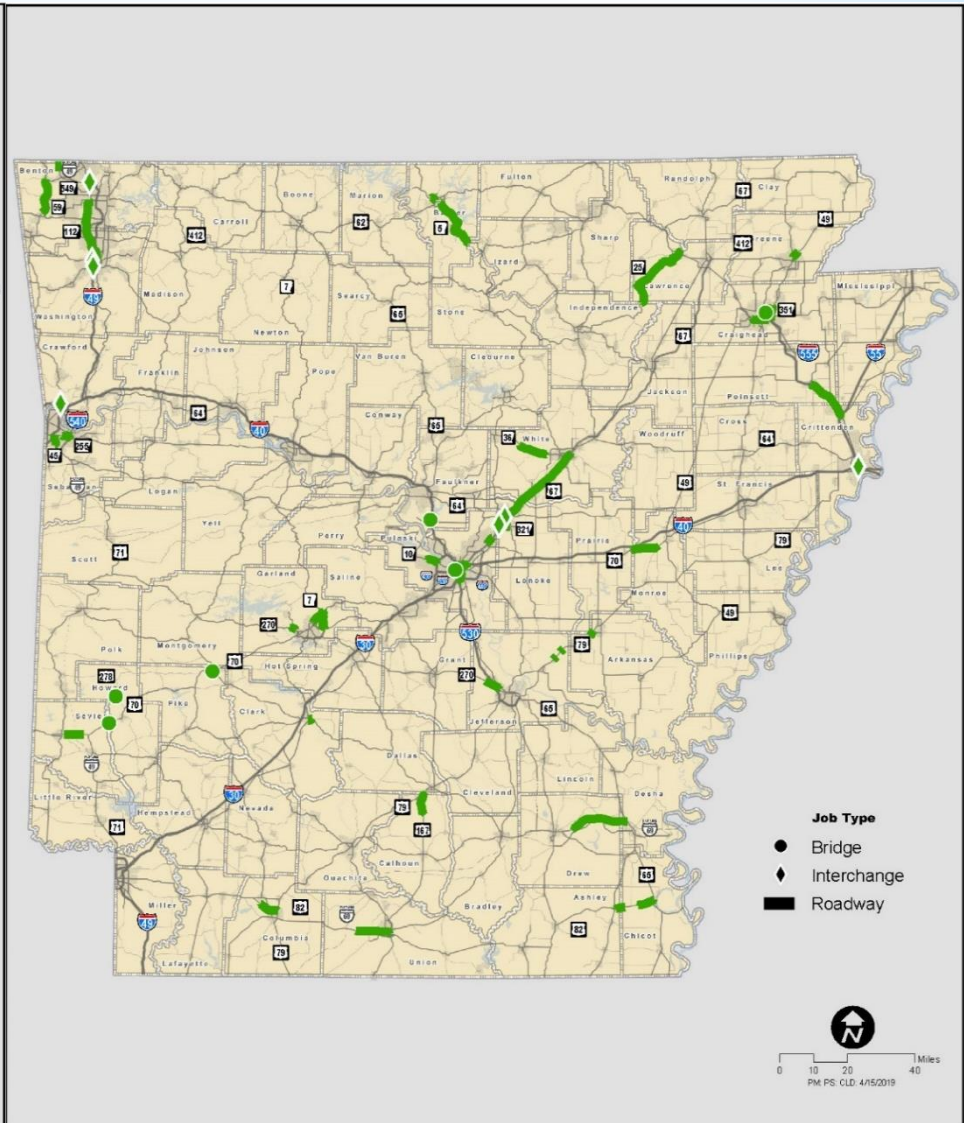 Benton
49
549
59
112
Carroll
412
Boone
Marion
62
Baxter
5
Fulton
Randolph
67
Clay
49
412
Greene
Sharp
25
Lawrence
Izard
Independence
Mississippi
49
Washington
Madison
7
Searcy
65
Stone
Newton
67
351
Craighead
555
55
Crawford
Johnson
Franklin
Van Buren
Cleburne
Pope
Jackson
Poinsett
64
40
Conway
65
36
White
Woodruff
Cross
64
Crittenden
540
255
45
Sebastian
49
Logan
Faulkner
64
67
49
St Francis
40
321
Yell
Scott
71
Perry
Pulaski
10
Prairie
70
79
Lee
Garland
Saline
Lonoke
Monroe
7
270
49
Polk
Montgomery
70
Hot Spring
30
530
Grant
270
79
Arkansas
Phillips
278
Howard
70
Pike
Clark
65
Jefferson
Sevier
49
Dallas
Lincoln
Little River
Hempstead
30
Nevada
79
167
Cleveland
Desha
69
71
Calhoun
Ouachita
Drew
65
Miller
82
69
Bradley
Ashley
49
Columbia
82
Chicot
79
Lafayette
Union
Job Type
Bridge
Interchange
Roadway
N
Miles
0 10 20 40
PM: PS: CLD: 4/15/2019